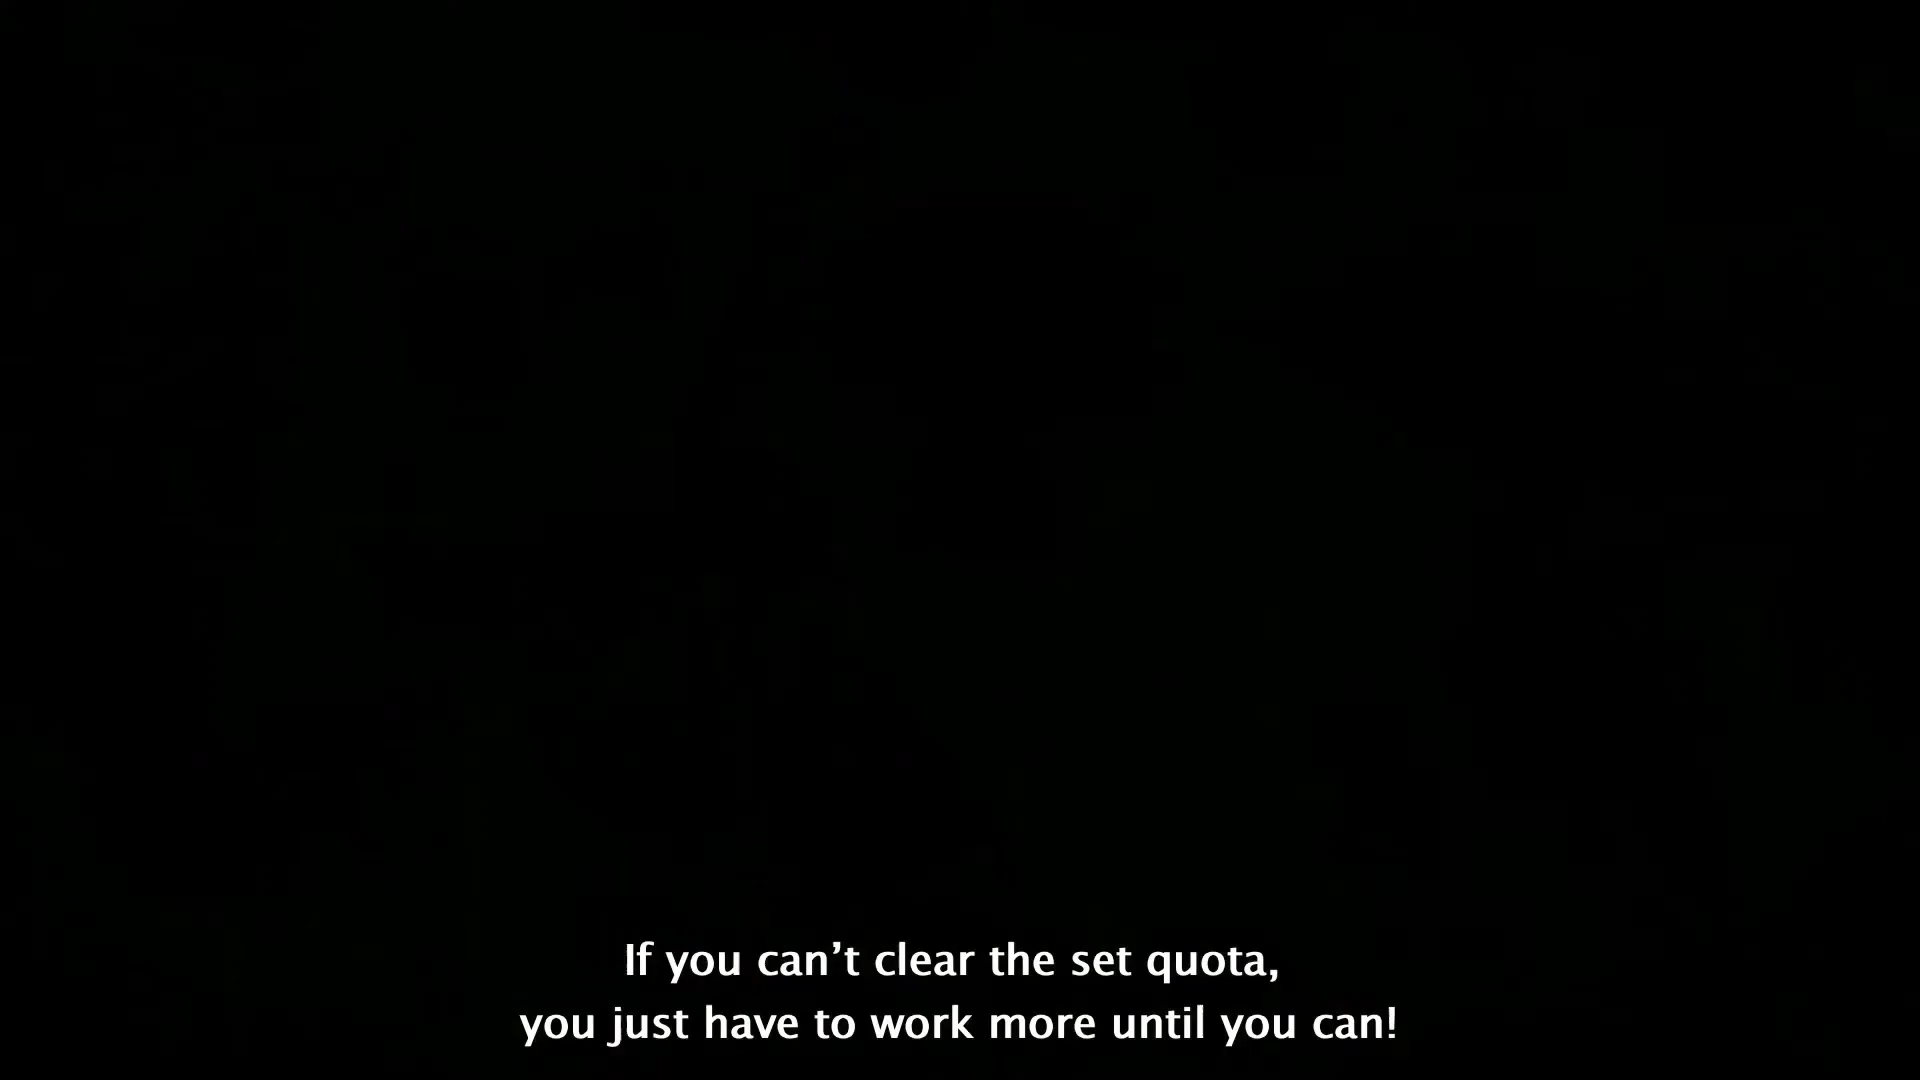 If you can’t clear the set quota,
you just have to work more until you can!